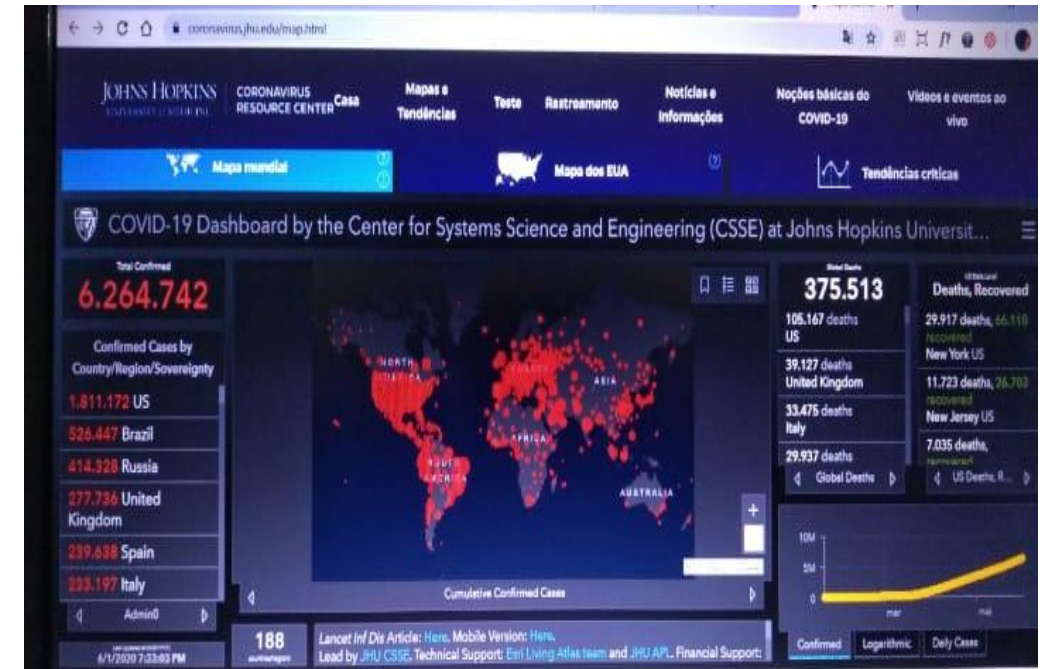 coronavirus.jhu.edu/map.html
JOHNS HOPKINS
CORONAVIRUS
RESOURCE CENTER
Casa
Mapas e
Tendências
Teste
Rastreamento
Notícias e
Informações
Noções básicas do
COVID-19
Vídeos e eventos ao
vivo
Mapa mundial
Mapa dos EUA
Tendências críticas
COVID-19 Dashboard by the Center for Systems Science and Engineering (CSSE) at Johns Hopkins Universit...
Total Confirmed
6.264.742
Confirmed Cases by
Country/Region/Sovereignty
1.811.172 US
526.447 Brazil
414.328 Russia
277.736 United
Kingdom
239.638 Spain
233.197 Italy
Admin0
6/1/2020 7:33:03 PM
NORTH
AMERICA
SOUTH
AMERICA
AFRICA
ASIA
AUSTRALIA
Cumulative Confirmed Cases
188
Lancet Inf Dis Article: Here. Mobile Version: Here.
Lead by JHU CSSE. Technical Support: Esri Living Atlas team and JHU APL. Financial Support:
Global Deaths
375.513
105.167 deaths
US
39.127 deaths
United Kingdom
33.475 deaths
Italy
29.937 deaths
Global Deaths
Deaths, Recovered
29.917 deaths, 66.110
recovered
New York US
11.723 deaths, 26.703
recovered
New Jersey US
7.035 deaths,
US Deaths, R...
10M
5M
0
mar
mai
Confirmed
Logarithmic
Daily Cases